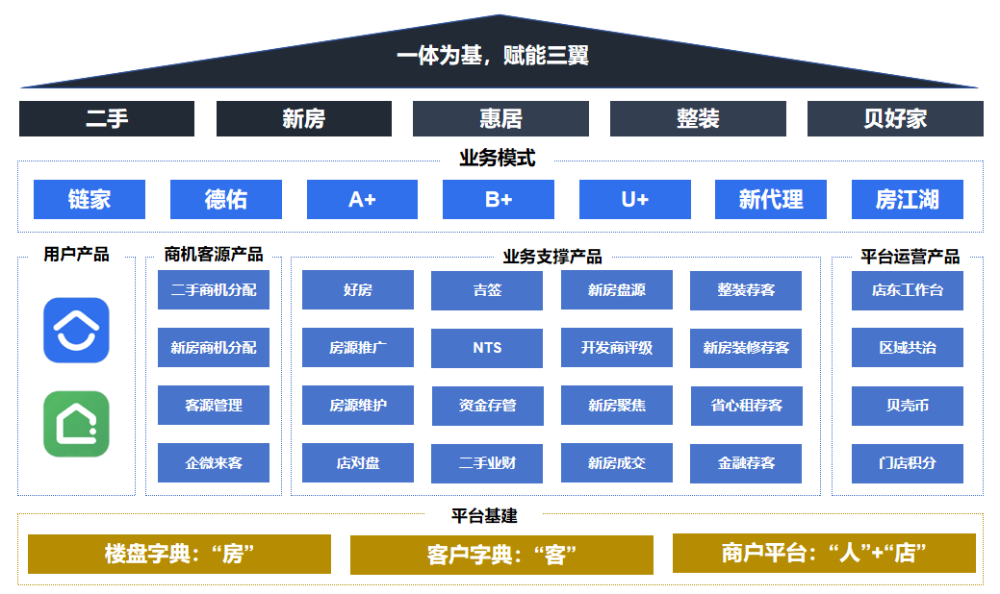 一体为基，赋能三翼
二手
新房
惠居
整装
贝好家
业务模式
链家
德佑
A+
B+
U+
新代理
房江湖
用户产品
商机客源产品
二手商机分配
新房商机分配
客源管理
企微来客
业务支撑产品
好房
吉签
新房盘源
整装荐客
房源推广
NTS
开发商评级
新房装修荐客
房源维护
资金存管
新房聚焦
省心租荐客
店对盘
二手业财
新房成交
金融荐客
平台运营产品
店东工作台
区域共治
贝壳币
门店积分
平台基建
楼盘字典：“房”
客户字典：“客”
商户平台：“人”+“店”